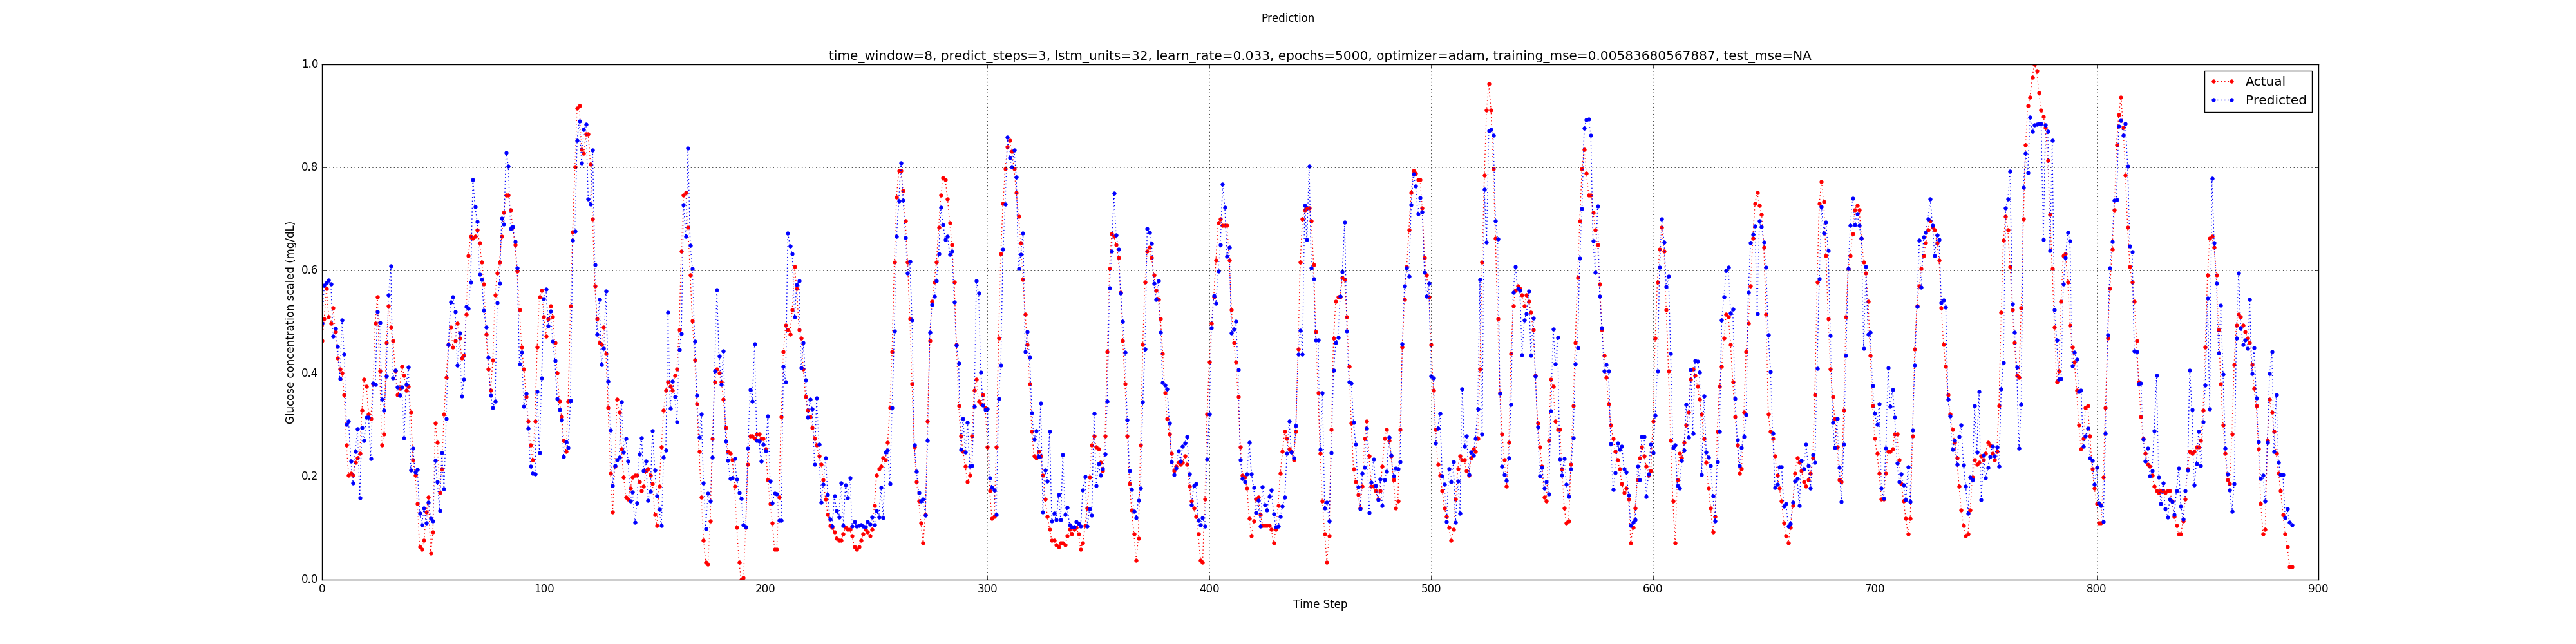 Prediction
time_window=8, predict_steps=3, lstm_units=32, learn_rate=0.033, epochs=5000, optimizer=adam, training_mse=0.00583680567887, test_mse=NA
1.0
Actual
Predicted
0.8
0.6
Glucose concentration scaled (mg/dL)
0.4
0.2
0.0
0 100 200 300 400 500 600 700 800 900
Time Step